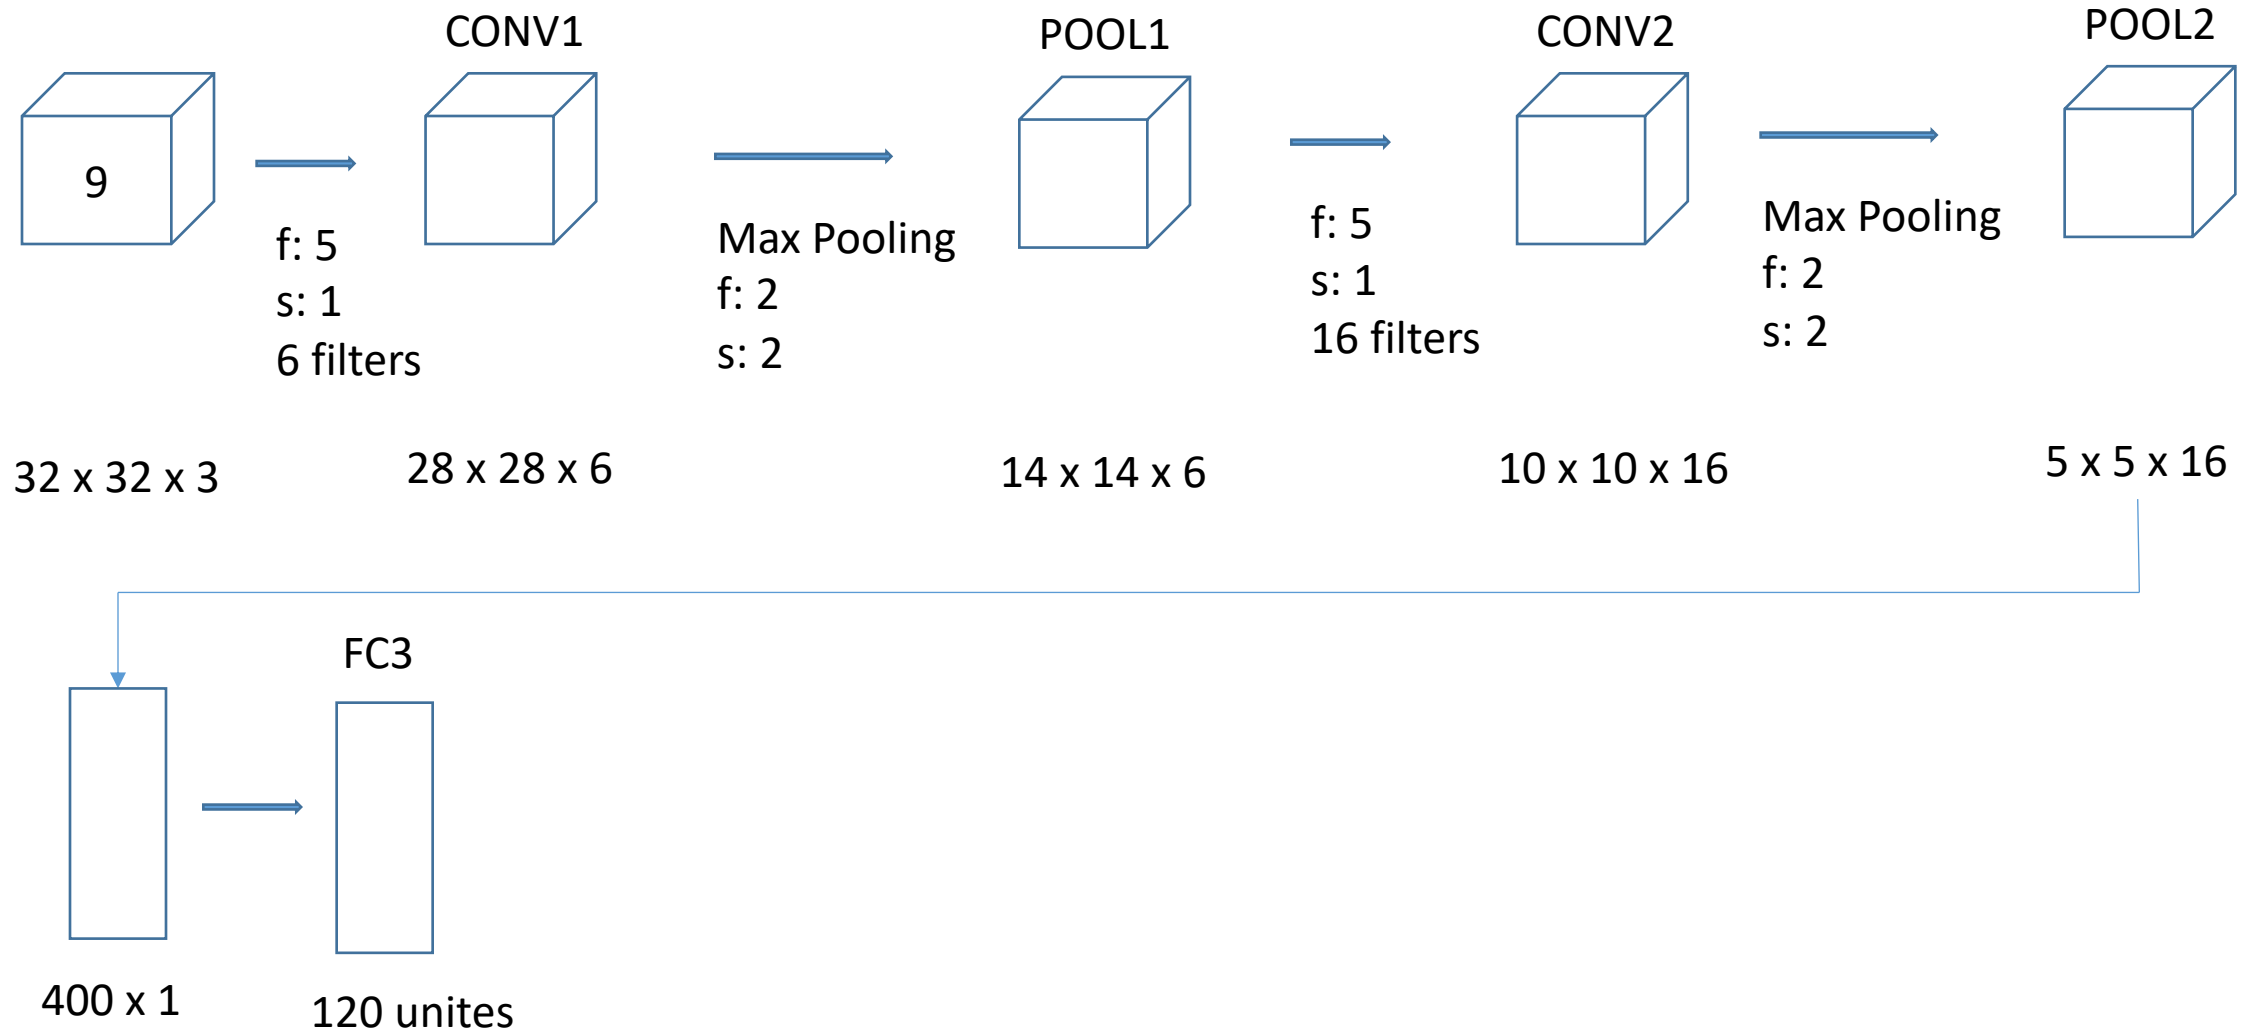 CONV1
POOL1
CONV2
POOL2
9
f: 5
s: 1
6 filters
Max Pooling
f: 2
s: 2
f: 5
s: 1
16 filters
Max Pooling
f: 2
s: 2
32 x 32 x 3
28 x 28 x 6
14 x 14 x 6
10 x 10 x 16
5 x 5 x 16
FC3
400 x 1
120 unites